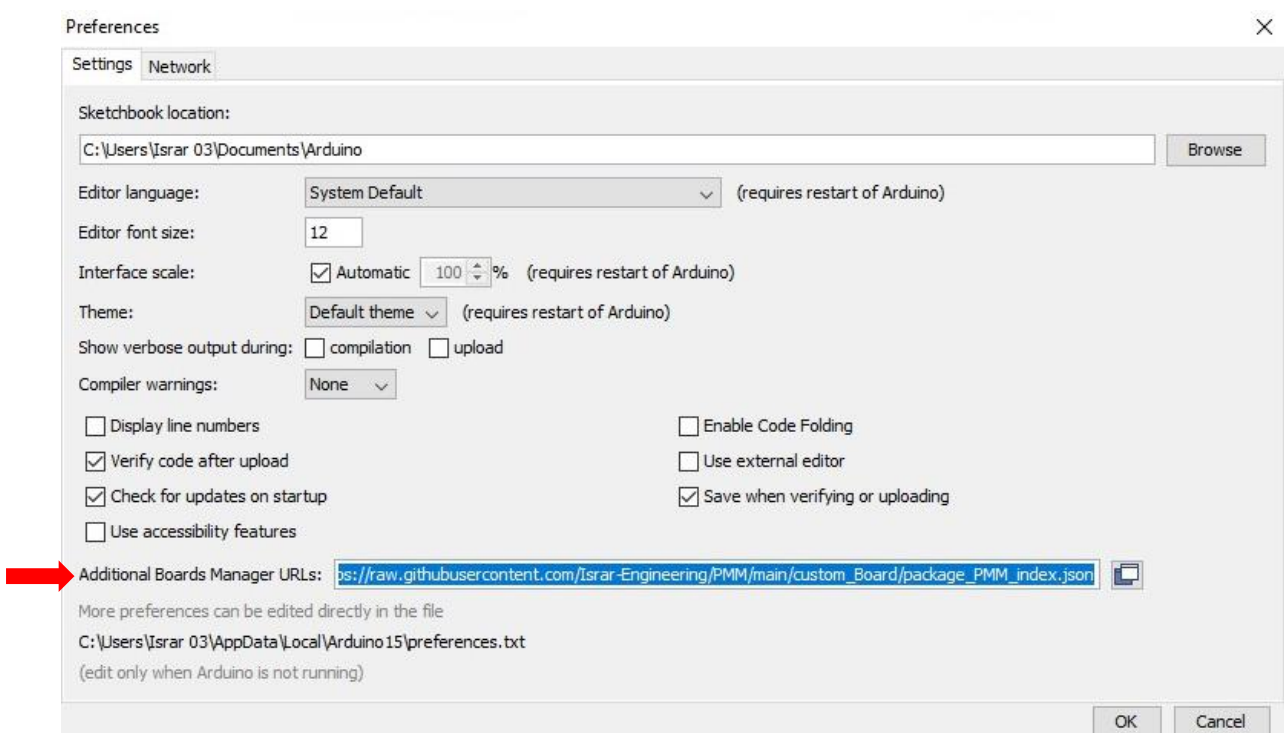 Preferences
Settings Network
Sketchbook location:
C:\Users\Israr 03\Documents\Arduino Browse
Editor language: System Default (requires restart of Arduino)
Editor font size: 12
Interface scale: Automatic 100 % (requires restart of Arduino)
Theme: Default theme (requires restart of Arduino)
Show verbose output during: compilation upload
Compiler warnings: None
Display line numbers Enable Code Folding
Verify code after upload Use external editor
Check for updates on startup Save when verifying or uploading
Use accessibility features
Additional Boards Manager URLs: ps://raw.githubusercontent.com/Israr-Engineering/PMM/main/custom_Board/package_PMM_index.json
More preferences can be edited directly in the file
C:\Users\Israr 03\AppData\Local\Arduino15\preferences.txt
(edit only when Arduino is not running)
OK Cancel